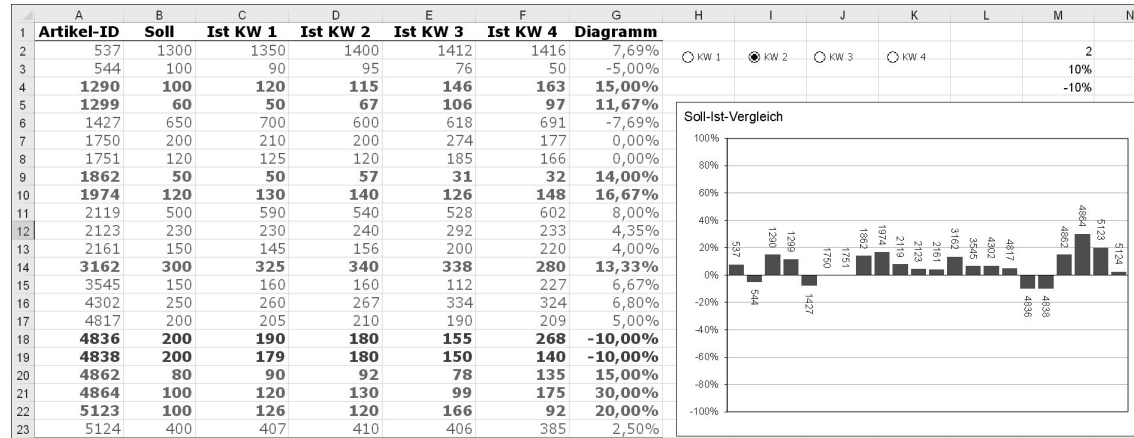 A B C D E F G H I J K L M N
1 Artikel-ID Soll Ist KW 1 Ist KW 2 Ist KW 3 Ist KW 4 Diagramm
2 537 1300 1350 1400 1412 1416 7,69% 2
3 544 100 90 95 76 50 -5,00% 10%
KW 1 KW 2 KW 3 KW 4
4 1290 100 120 115 146 163 15,00% -10%
5 1299 60 50 67 106 97 11,67%
6 1427 650 700 600 618 691 -7,69%
7 1750 200 210 200 274 177 0,00%
8 1751 120 125 120 185 166 0,00%
9 1862 50 50 57 31 32 14,00%
10 1974 120 130 140 126 148 16,67%
11 2119 500 590 540 528 602 8,00%
12 2123 230 230 240 292 233 4,35%
13 2161 150 145 156 200 220 4,00%
14 3162 300 325 340 338 280 13,33%
15 3545 150 160 160 112 227 6,67%
16 4302 250 260 267 334 324 6,80%
17 4817 200 205 210 190 209 5,00%
18 4836 200 190 180 155 268 -10,00%
19 4838 200 179 180 150 140 -10,00%
20 4862 80 90 92 78 135 15,00%
21 4864 100 120 130 99 175 30,00%
22 5123 100 126 120 166 92 20,00%
23 5124 400 407 410 406 385 2,50%
Soll-Ist-Vergleich
100%
80%
60%
40%
20%
0%
-20%
-40%
-60%
-80%
-100%
537
544
1290
1299
1427
1750
1751
1862
1974
2119
2123
2161
3162
3545
4302
4817
4836
4838
4862
4864
5123
5124